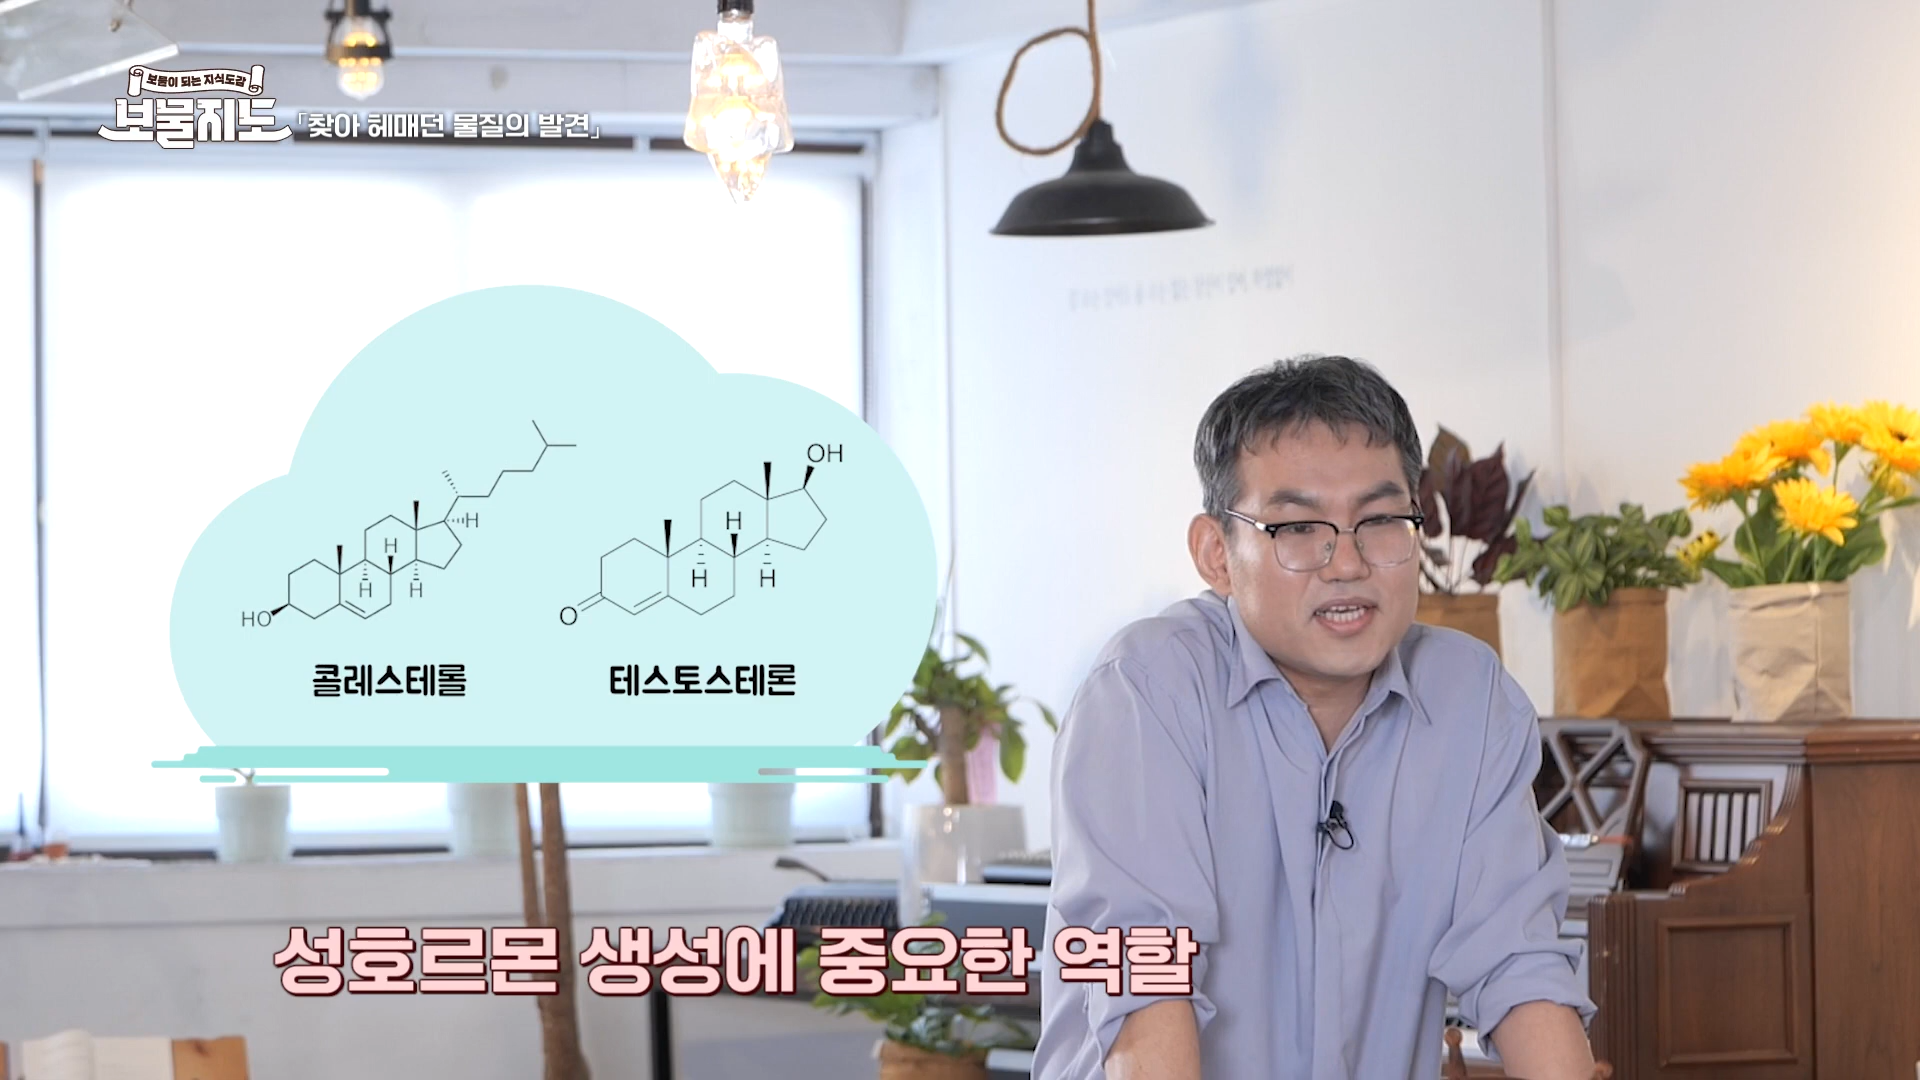 보물이 되는 지식도감
보물지도
「찾아 헤매던 물질의 발견」
OH
H
H
H
H
H
H
HO
O
콜레스테롤
테스토스테론
성호르몬 생성에 중요한 역할